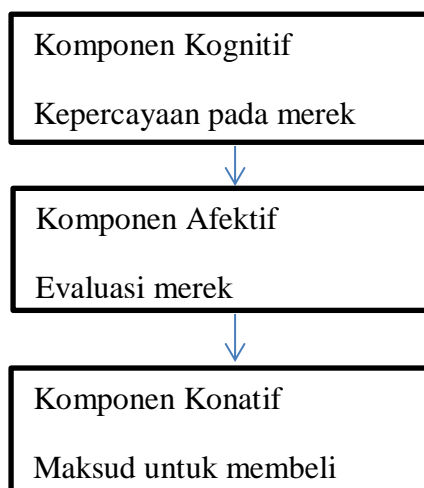 Komponen Kognitif
Kepercayaan pada merek
Komponen Afektif
Evaluasi merek
Komponen Konatif
Maksud untuk membeli